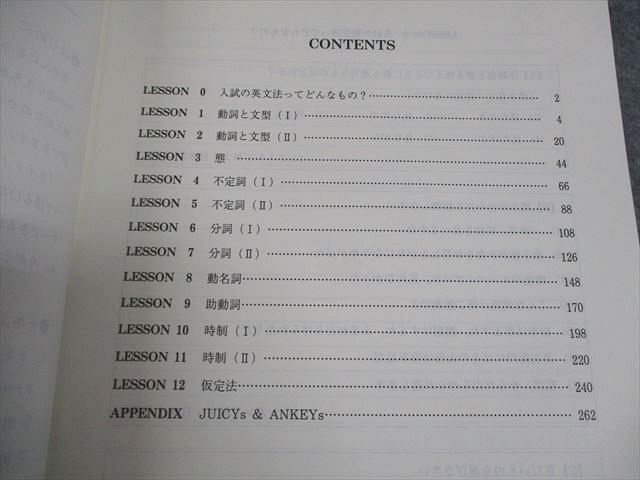 CONTENTS
LESSON 0 入試の英文法ってどんなもの？ 2
LESSON 1 動詞と文型（Ⅰ） 4
LESSON 2 動詞と文型（Ⅱ） 20
LESSON 3 態 44
LESSON 4 不定詞（Ⅰ） 66
LESSON 5 不定詞（Ⅱ） 88
LESSON 6 分詞（Ⅰ） 108
LESSON 7 分詞（Ⅱ） 126
LESSON 8 動名詞 148
LESSON 9 助動詞 170
LESSON 10 時制（Ⅰ） 198
LESSON 11 時制（Ⅱ） 220
LESSON 12 仮定法 240
APPENDIX JUICYs & ANKEYs 262